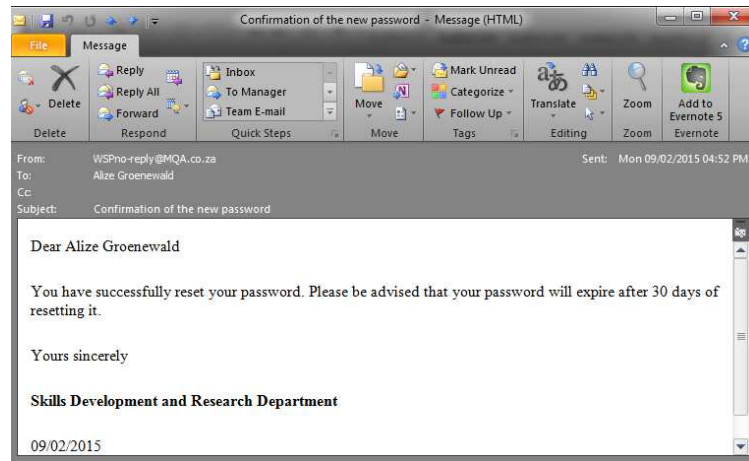 Confirmation of the new password - Message (HTML)
File Message
Delete
Delete
Reply
Reply All
Forward
Respond
Inbox
To Manager
Team E-mail
Quick Steps
Move
Move
Mark Unread
Categorize
Follow Up
Tags
Translate
Editing
Zoom
Zoom
Add to
Evernote 5
Evernote
From: WSPno-reply@MQA.co.za Sent: Mon 09/02/2015 04:52 PM
To: Alize Groenewald
Cc:
Subject: Confirmation of the new password
Dear Alize Groenewald
You have successfully reset your password. Please be advised that your password will expire after 30 days of
resetting it.
Yours sincerely
Skills Development and Research Department
09/02/2015